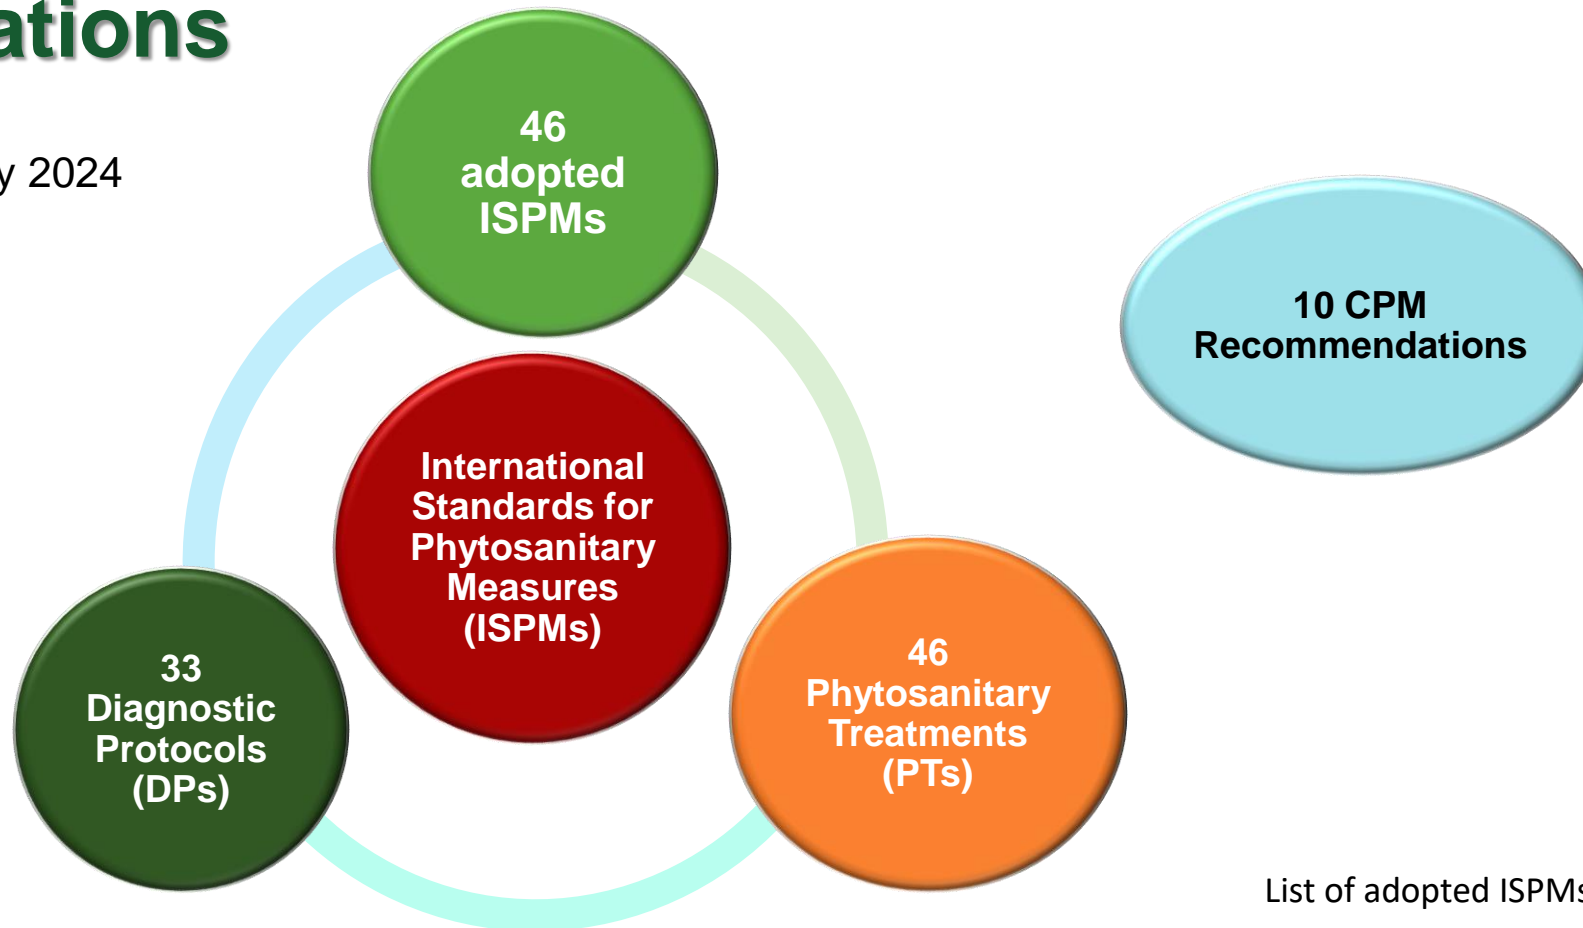 ations
y 2024
46
adopted
ISPMs
10 CPM
Recommendations
International
Standards for
Phytosanitary
Measures
(ISPMs)
33
Diagnostic
Protocols
(DPs)
46
Phytosanitary
Treatments
(PTs)
List of adopted ISPMs